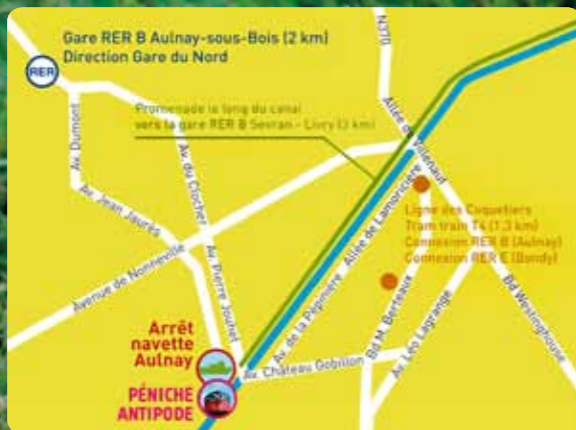 Gare RER B Aulnay-sous-Bois (2 km)
Direction Gare du Nord
RER
N370
Promenade le long du canal
vers la gare RER B Sevran - Livry (3 km)
Allée de Villenauf
Av. Dumont
Av. du Clocher
Av. Jean Jaurès
Av. Pierre Jouhet
Avenue de Nonneville
Allée de Lamoricière
Av. de la Pépinière
Ligne des Coquetiers
Tram train T4 (1,3 km)
Connexion RER B (Aulnay)
Connexion RER E (Bondy)
Bd Westinghouse
Bd M. Berteaux
Av. Léo Lagrange
Av. Château Gobillon
Arrêt
navette
Aulnay
PÉNICHE
ANTIPODE